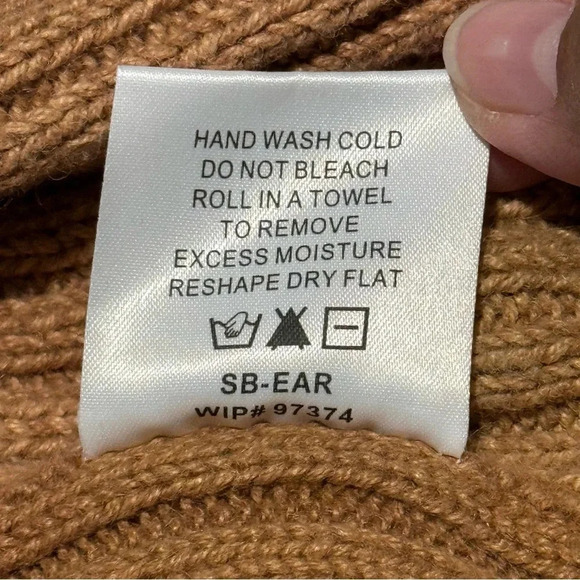 HAND WASH COLD
DO NOT BLEACH
ROLL IN A TOWEL
TO REMOVE
EXCESS MOISTURE
RESHAPE DRY FLAT
SB-EAR
WIP# 97374